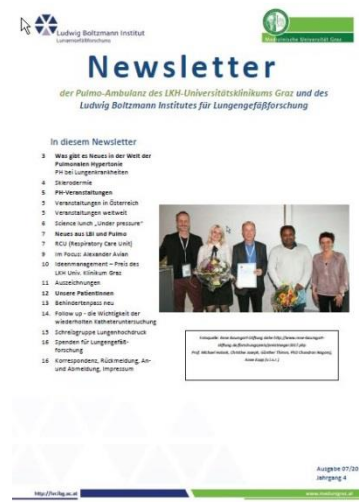 Ludwig Boltzmann Institut
Lungengefäßforschung
Medizinische Universität Graz
Newsletter
der Pulmo-Ambulanz des LKH-Universitätsklinikums Graz und des
Ludwig Boltzmann Institutes für Lungengefäßforschung
In diesem Newsletter
3 Was gibt es Neues in der Welt der
Pulmonalen Hypertonie
PH bei Lungenkrankheiten
4 Sklerodermie
5 PH-Veranstaltungen
5 Veranstaltungen in Österreich
5 Veranstaltungen weltweit
6 Science lunch „Under pressure"
7 Neues aus LBI und Pulmo
7 RCU (Respiratory Care Unit)
9 Im Focus: Alexander Avian
10 Ideenmanagement – Preis des
LKH Univ. Klinikum Graz
11 Auszeichnungen
12 Unsere PatientInnen
13 Behindertenpass neu
14. Follow up - die Wichtigkeit der
wiederholten Katheteruntersuchung
15 Schreibgruppe Lungenhochdruck
16 Spenden für Lungengefäß-
forschung
16 Korrespondenz, Rückmeldung, An-
und Abmeldung, Impressum
Ausgabe 07/20
Jahrgang 4
http://lvr.lbg.ac.at
www.medunigraz.at